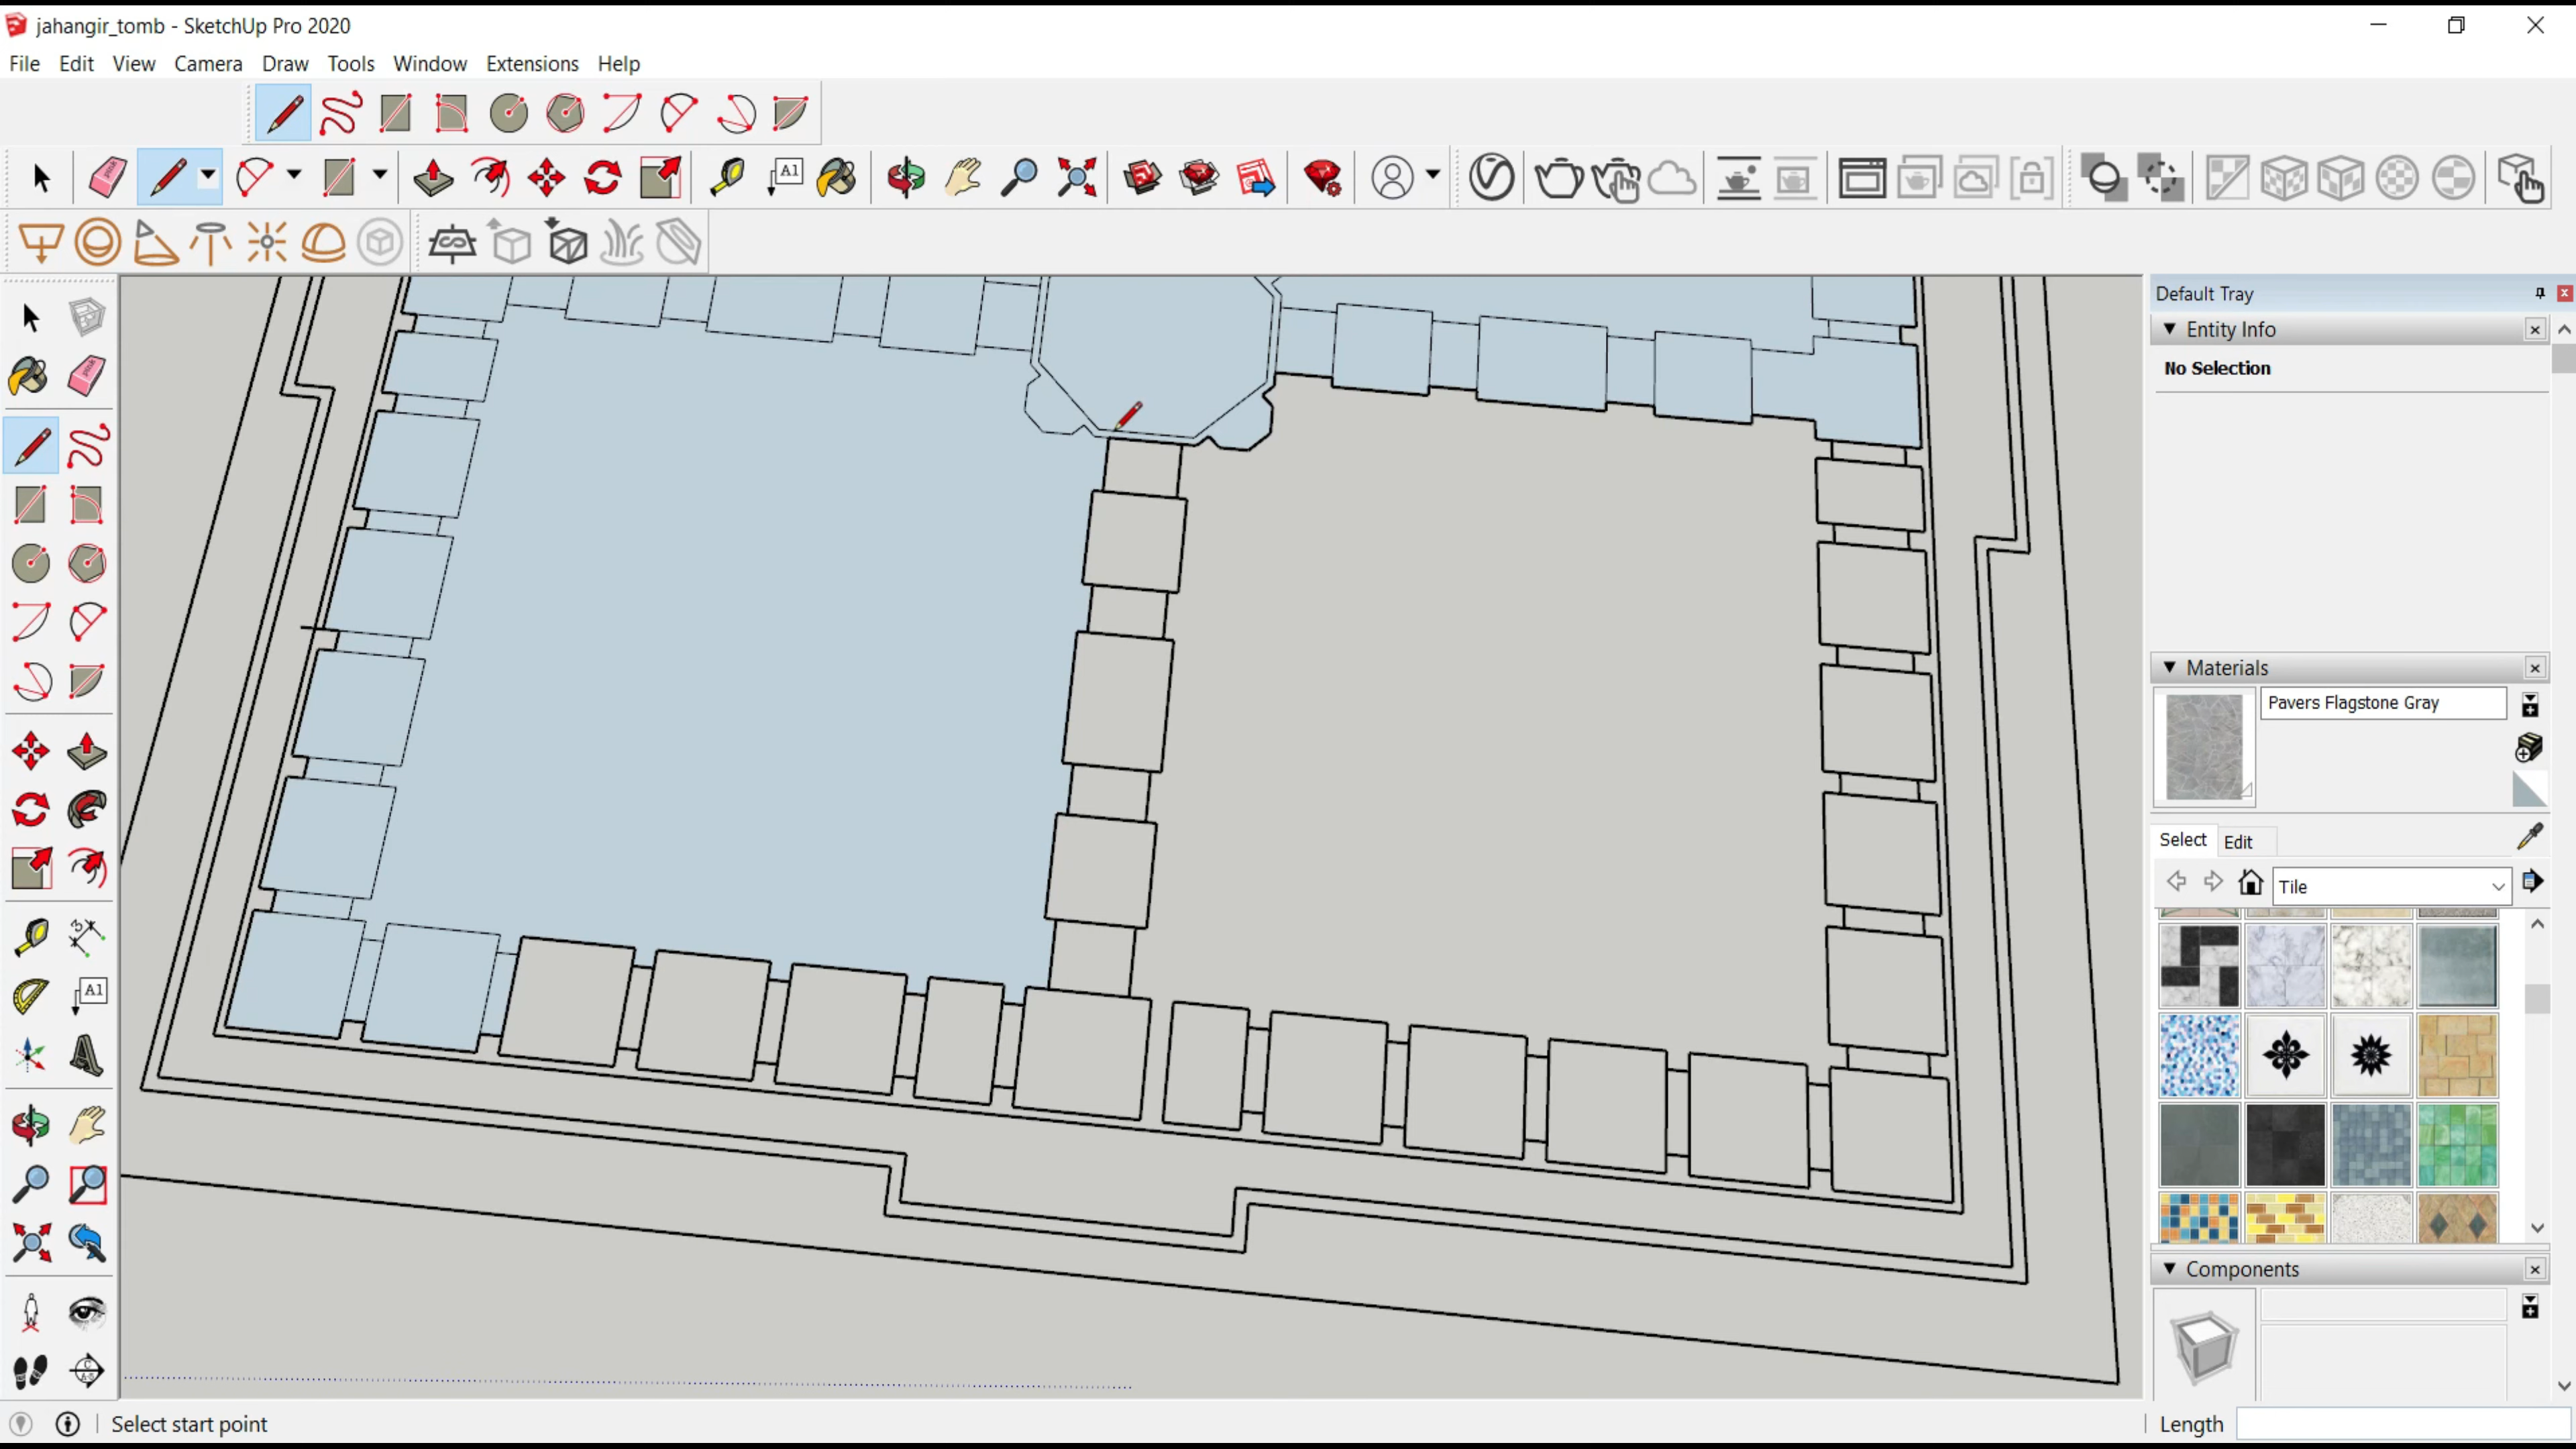 jahangir_tomb - SketchUp Pro 2020
File Edit View Camera Draw Tools Window Extensions Help
A1
Default Tray
Entity Info
No Selection
Materials
Pavers Flagstone Gray
Select Edit
Tile
A1
Components
Select start point
Length